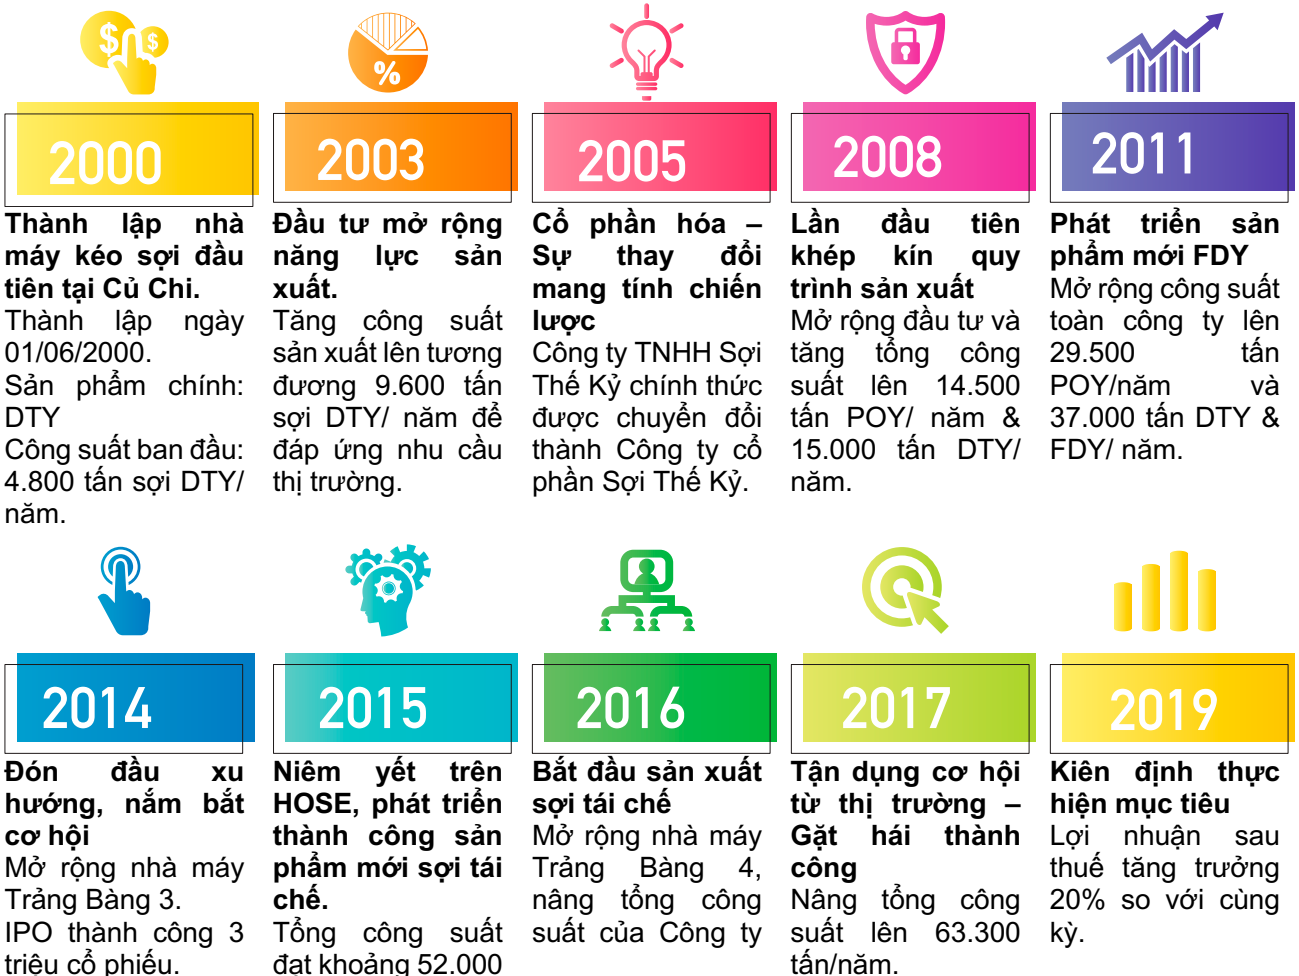 $ $
%
2000
Thành lập nhà
máy kéo sợi đầu
tiên tại Củ Chi.
Thành lập ngày
01/06/2000.
Sản phẩm chính:
DTY
Công suất ban đầu:
4.800 tấn sợi DTY/
năm.
2003
Đầu tư mở rộng
năng lực sản
xuất.
Tăng công suất
sản xuất lên tương
đương 9.600 tấn
sợi DTY/ năm để
đáp ứng nhu cầu
thị trường.
2005
Cổ phần hóa –
Sự thay đổi
mang tính chiến
lược
Công ty TNHH Sợi
Thế Kỷ chính thức
được chuyển đổi
thành Công ty cổ
phần Sợi Thế Kỷ.
2008
Lần đầu tiên
khép kín quy
trình sản xuất
Mở rộng đầu tư và
tăng tổng công
suất lên 14.500
tấn POY/ năm &
15.000 tấn DTY/
năm.
2011
Phát triển sản
phẩm mới FDY
Mở rộng công suất
toàn công ty lên
29.500 tấn
POY/năm và
37.000 tấn DTY &
FDY/ năm.
2014
Đón đầu xu
hướng, nắm bắt
cơ hội
Mở rộng nhà máy
Trảng Bàng 3.
IPO thành công 3
triệu cổ phiếu.
2015
Niêm yết trên
HOSE, phát triển
thành công sản
phẩm mới sợi tái
chế.
Tổng công suất
đạt khoảng 52.000
2016
Bắt đầu sản xuất
sợi tái chế
Mở rộng nhà máy
Trảng Bàng 4,
nâng tổng công
suất của Công ty
2017
Tận dụng cơ hội
từ thị trường –
Gặt hái thành
công
Nâng tổng công
suất lên 63.300
tấn/năm.
2019
Kiên định thực
hiện mục tiêu
Lợi nhuận sau
thuế tăng trưởng
20% so với cùng
kỳ.